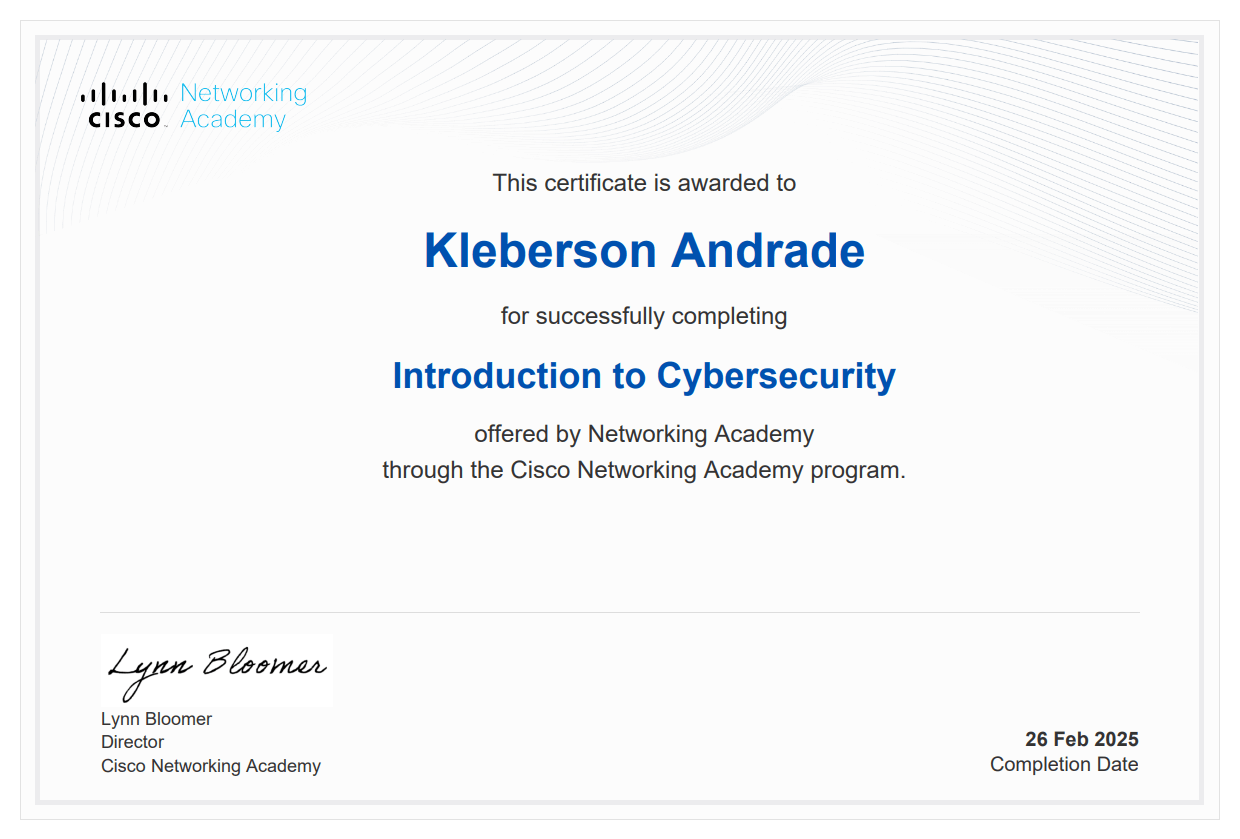 CISCO
Networking
Academy
This certificate is awarded to
Kleberson Andrade
for successfully completing
Introduction to Cybersecurity
offered by Networking Academy
through the Cisco Networking Academy program.
Lynn Bloomer
Lynn Bloomer
Director
Cisco Networking Academy
26 Feb 2025
Completion Date